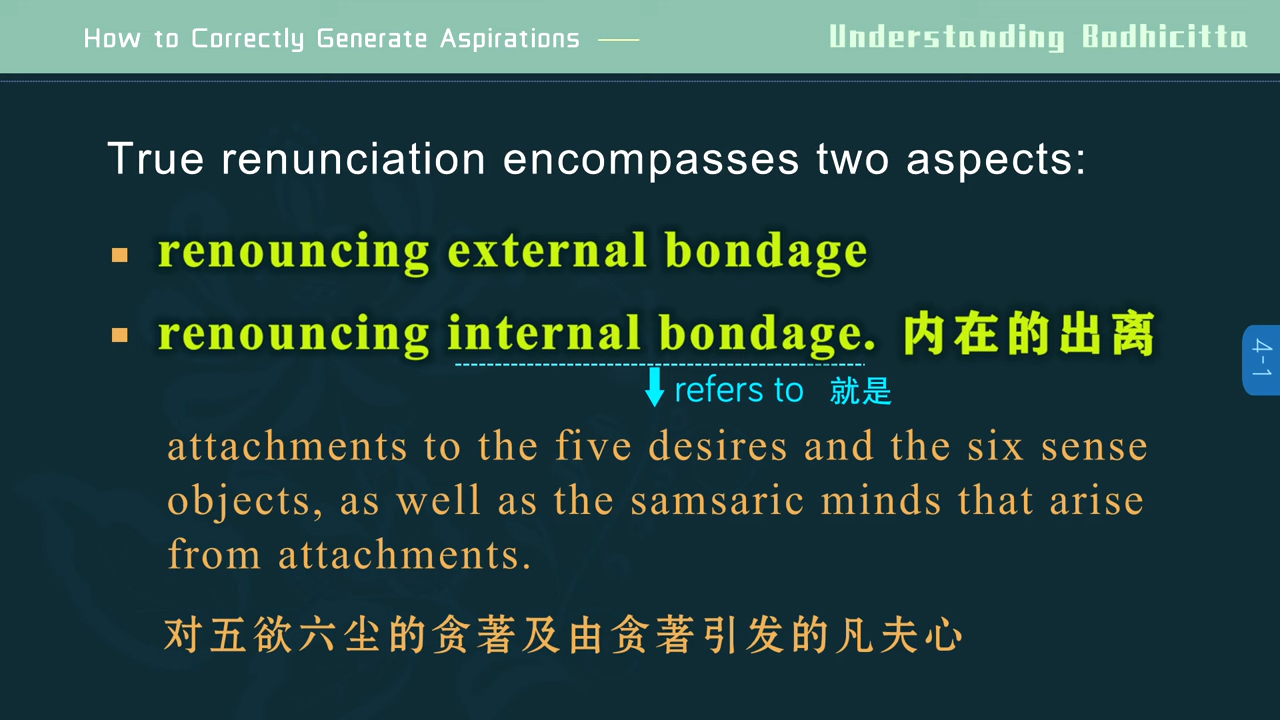 How to Correctly Generate Aspirations
Understanding Bodhicitta
True renunciation encompasses two aspects:
renouncing external bondage
renouncing internal bondage. 内在的出离
refers to 就是
attachments to the five desires and the six sense
objects, as well as the samsaric minds that arise
from attachments.
对五欲六尘的贪著及由贪著引发的凡夫心
4-1